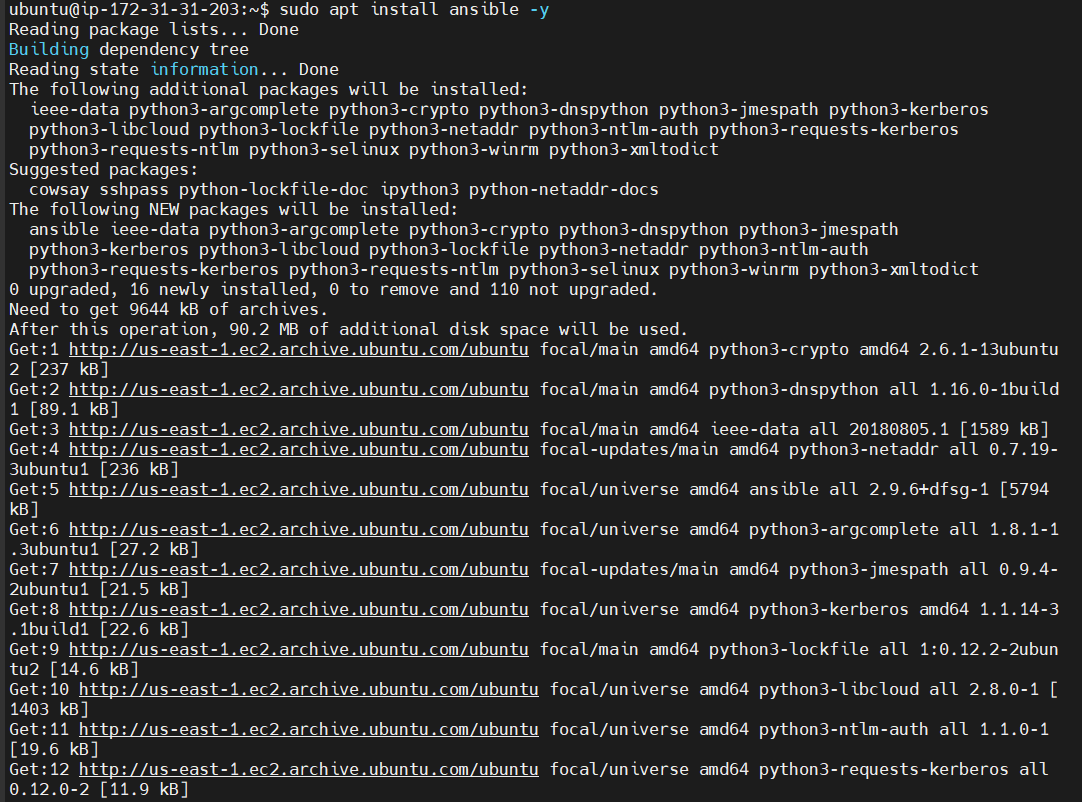 ubuntu@ip-172-31-31-203:~$ sudo apt install ansible -y
Reading package lists... Done
Building dependency tree
Reading state information... Done
The following additional packages will be installed:
  ieee-data python3-argcomplete python3-crypto python3-dnspython python3-jmespath python3-kerberos
  python3-libcloud python3-lockfile python3-netaddr python3-ntlm-auth python3-requests-kerberos
  python3-requests-ntlm python3-selinux python3-winrm python3-xmltodict
Suggested packages:
  cowsay sshpass python-lockfile-doc ipython3 python-netaddr-docs
The following NEW packages will be installed:
  ansible ieee-data python3-argcomplete python3-crypto python3-dnspython python3-jmespath
  python3-kerberos python3-libcloud python3-lockfile python3-netaddr python3-ntlm-auth
  python3-requests-kerberos python3-requests-ntlm python3-selinux python3-winrm python3-xmltodict
0 upgraded, 16 newly installed, 0 to remove and 110 not upgraded.
Need to get 9644 kB of archives.
After this operation, 90.2 MB of additional disk space will be used.
Get:1 http://us-east-1.ec2.archive.ubuntu.com/ubuntu focal/main amd64 python3-crypto amd64 2.6.1-13ubuntu
2 [237 kB]
Get:2 http://us-east-1.ec2.archive.ubuntu.com/ubuntu focal/main amd64 python3-dnspython all 1.16.0-1build
1 [89.1 kB]
Get:3 http://us-east-1.ec2.archive.ubuntu.com/ubuntu focal/main amd64 ieee-data all 20180805.1 [1589 kB]
Get:4 http://us-east-1.ec2.archive.ubuntu.com/ubuntu focal-updates/main amd64 python3-netaddr all 0.7.19-
3ubuntu1 [236 kB]
Get:5 http://us-east-1.ec2.archive.ubuntu.com/ubuntu focal/universe amd64 ansible all 2.9.6+dfsg-1 [5794
kB]
Get:6 http://us-east-1.ec2.archive.ubuntu.com/ubuntu focal/universe amd64 python3-argcomplete all 1.8.1-1
.3ubuntu1 [27.2 kB]
Get:7 http://us-east-1.ec2.archive.ubuntu.com/ubuntu focal-updates/main amd64 python3-jmespath all 0.9.4-
2ubuntu1 [21.5 kB]
Get:8 http://us-east-1.ec2.archive.ubuntu.com/ubuntu focal/universe amd64 python3-kerberos amd64 1.1.14-3
.1build1 [22.6 kB]
Get:9 http://us-east-1.ec2.archive.ubuntu.com/ubuntu focal/main amd64 python3-lockfile all 1:0.12.2-2ubun
tu2 [14.6 kB]
Get:10 http://us-east-1.ec2.archive.ubuntu.com/ubuntu focal/universe amd64 python3-libcloud all 2.8.0-1 [
1403 kB]
Get:11 http://us-east-1.ec2.archive.ubuntu.com/ubuntu focal/universe amd64 python3-ntlm-auth all 1.1.0-1
[19.6 kB]
Get:12 http://us-east-1.ec2.archive.ubuntu.com/ubuntu focal/universe amd64 python3-requests-kerberos all
0.12.0-2 [11.9 kB]